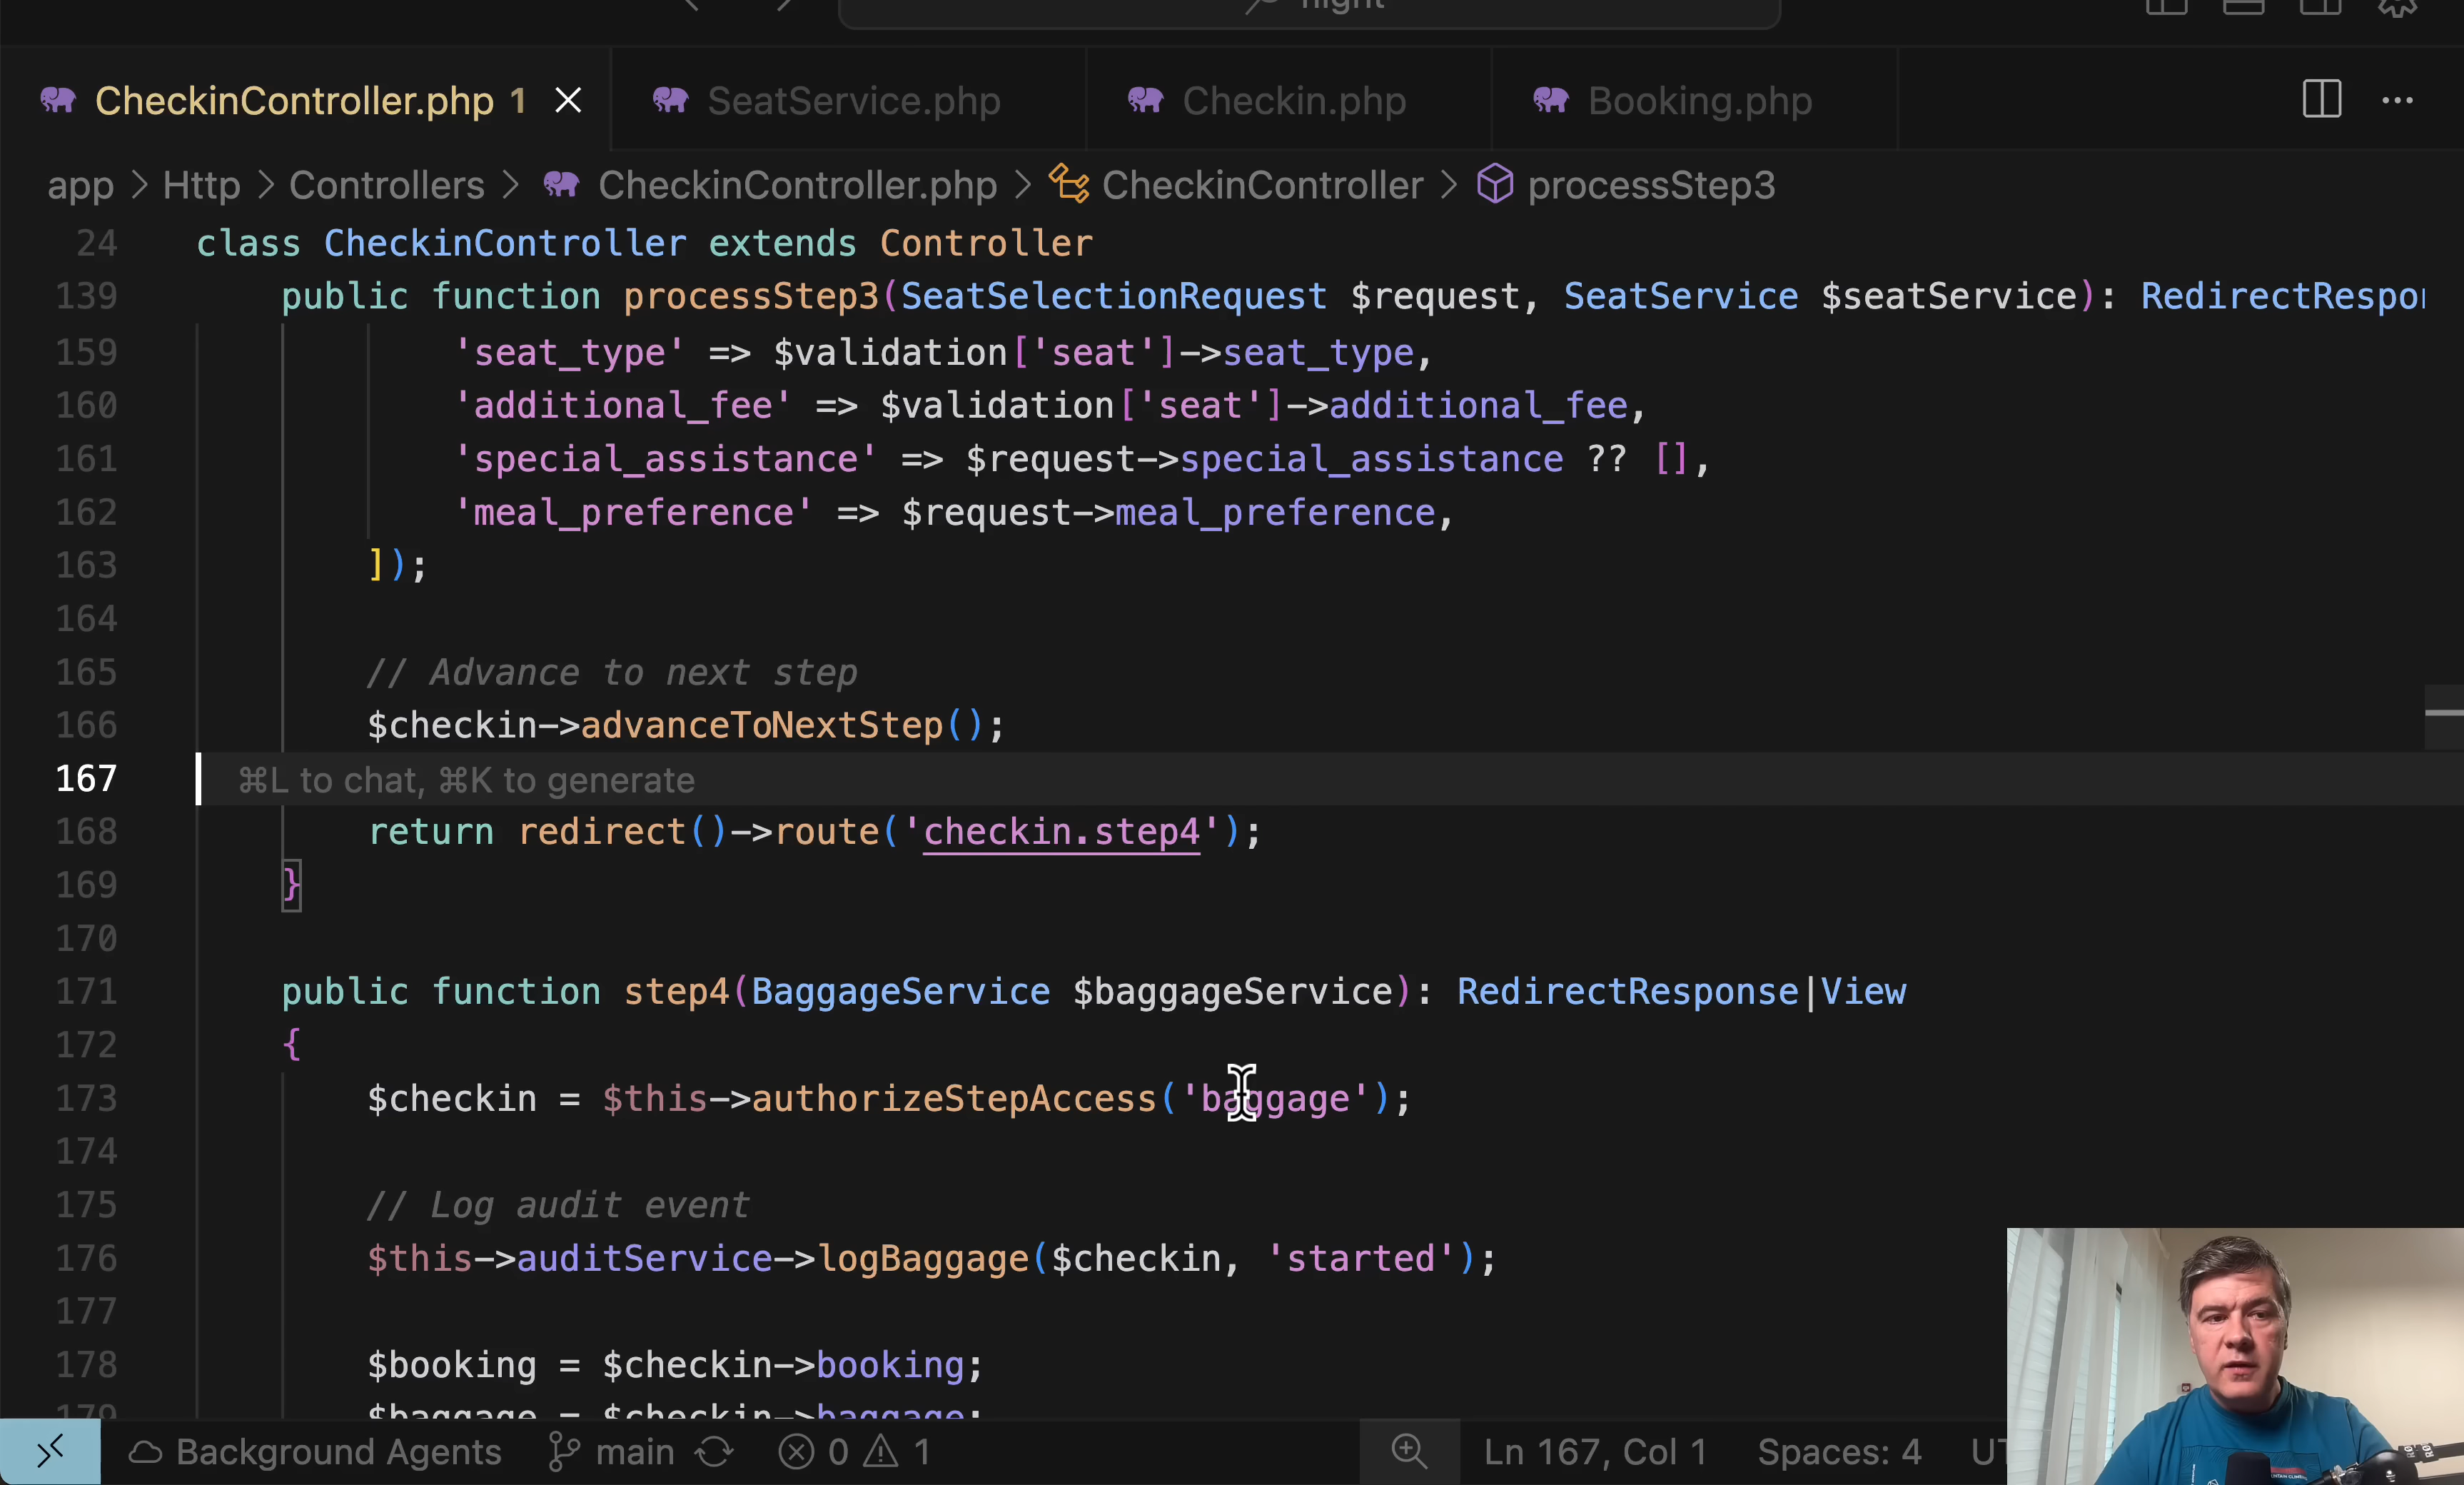 CheckinController.php 1
SeatService.php
Checkin.php
Booking.php
app > Http > Controllers > CheckinController.php > CheckinController > processStep3
24 class CheckinController extends Controller
139 public function processStep3(SeatSelectionRequest $request, SeatService $seatService): RedirectRespo
159 'seat_type' => $validation['seat']->seat_type,
160 'additional_fee' => $validation['seat']->additional_fee,
161 'special_assistance' => $request->special_assistance ?? [],
162 'meal_preference' => $request->meal_preference,
163 ]);
164
165 // Advance to next step
166 $checkin->advanceToNextStep();
167 ⌘L to chat, ⌘K to generate
168 return redirect()->route('checkin.step4');
169 }
170
171 public function step4(BaggageService $baggageService): RedirectResponse|View
172 {
173 $checkin = $this->authorizeStepAccess('baggage');
174
175 // Log audit event
176 $this->auditService->logBaggage($checkin, 'started');
177
178 $booking = $checkin->booking;
179 $baggage = $checkin->baggage;
Background Agents main 0 1 Ln 167, Col 1 Spaces: 4